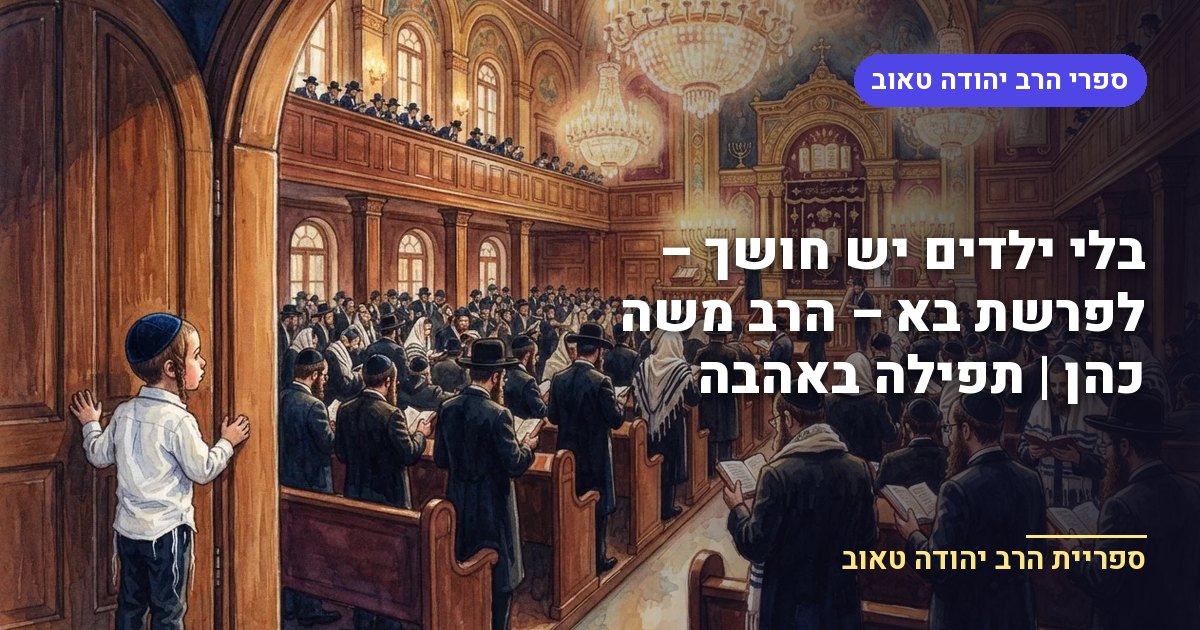 ספרי הרב יהודה טאוב
בלי ילדים יש חושך –
לפרשת בא – הרב משה
כהן | תפילה באהבה
ספריית הרב יהודה טאוב